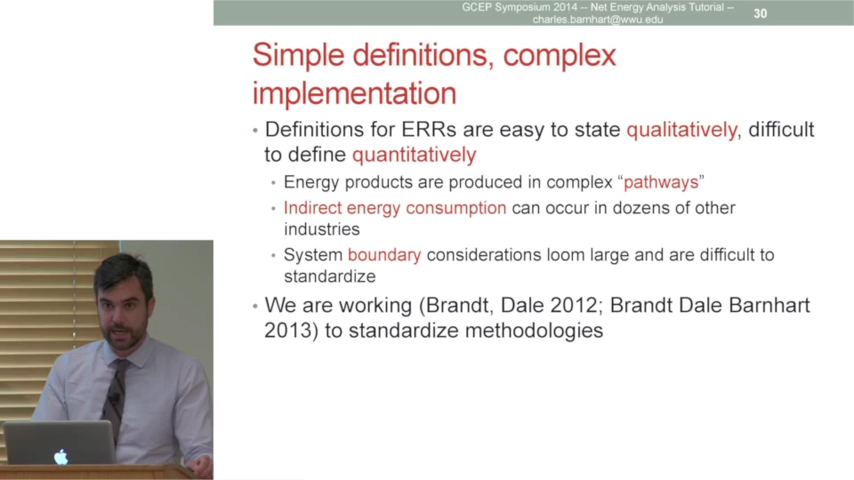 GCEP Symposium 2014 -- Net Energy Analysis Tutorial --
charles.barnhart@wwu.edu
30
Simple definitions, complex
implementation
• Definitions for ERRs are easy to state qualitatively, difficult
to define quantitatively
• Energy products are produced in complex “pathways”
• Indirect energy consumption can occur in dozens of other
industries
• System boundary considerations loom large and are difficult to
standardize
• We are working (Brandt, Dale 2012; Brandt Dale Barnhart
2013) to standardize methodologies